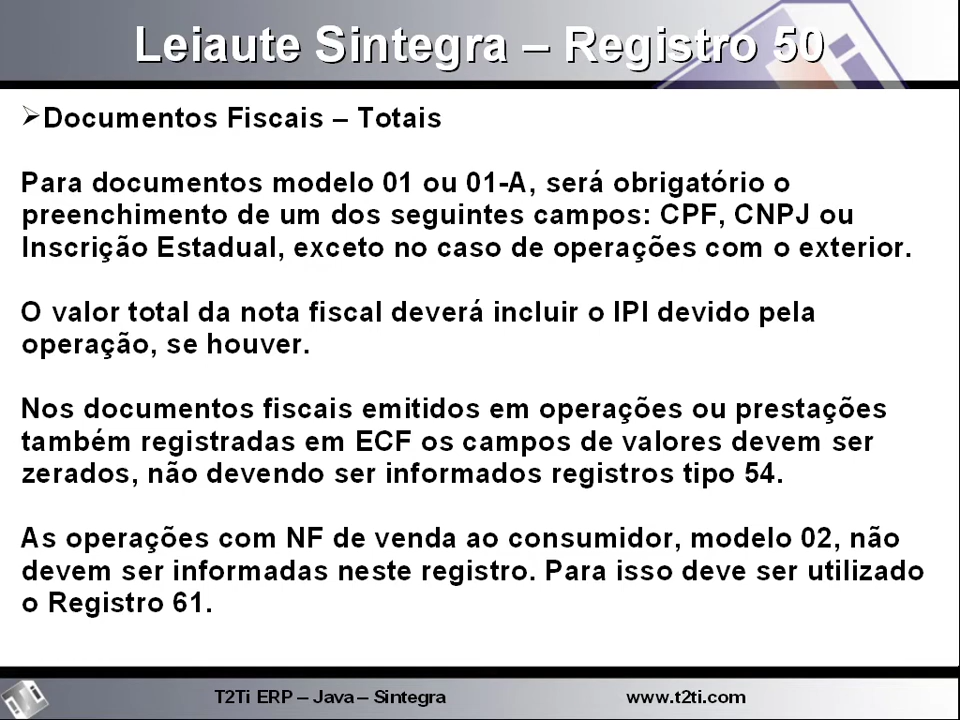 Leiaute Sintegra – Registro 50
Documentos Fiscais – Totais
Para documentos modelo 01 ou 01-A, será obrigatório o
preenchimento de um dos seguintes campos: CPF, CNPJ ou
Inscrição Estadual, exceto no caso de operações com o exterior.
O valor total da nota fiscal deverá incluir o IPI devido pela
operação, se houver.
Nos documentos fiscais emitidos em operações ou prestações
também registradas em ECF os campos de valores devem ser
zerados, não devendo ser informados registros tipo 54.
As operações com NF de venda ao consumidor, modelo 02, não
devem ser informadas neste registro. Para isso deve ser utilizado
o Registro 61.
T2Ti ERP – Java – Sintegra
www.t2ti.com